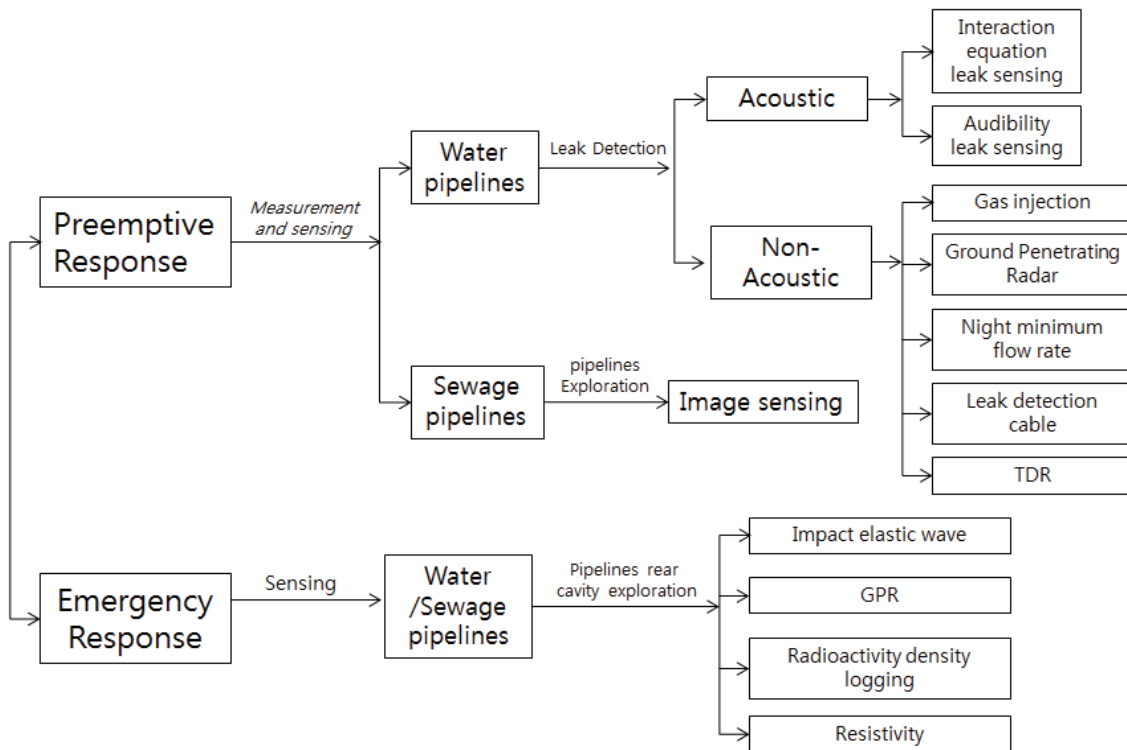 Preemptive
Response
Measurement
and sensing
Water
pipelines
Leak Detection
Acoustic
Interaction
equation
leak sensing
Audibility
leak sensing
Non-
Acoustic
Gas injection
Ground Penetrating
Radar
Night minimum
flow rate
Leak detection
cable
TDR
Sewage
pipelines
pipelines
Exploration
Image sensing
Emergency
Response
Sensing
Water
/Sewage
pipelines
Pipelines rear
cavity exploration
Impact elastic wave
GPR
Radioactivity density
logging
Resistivity